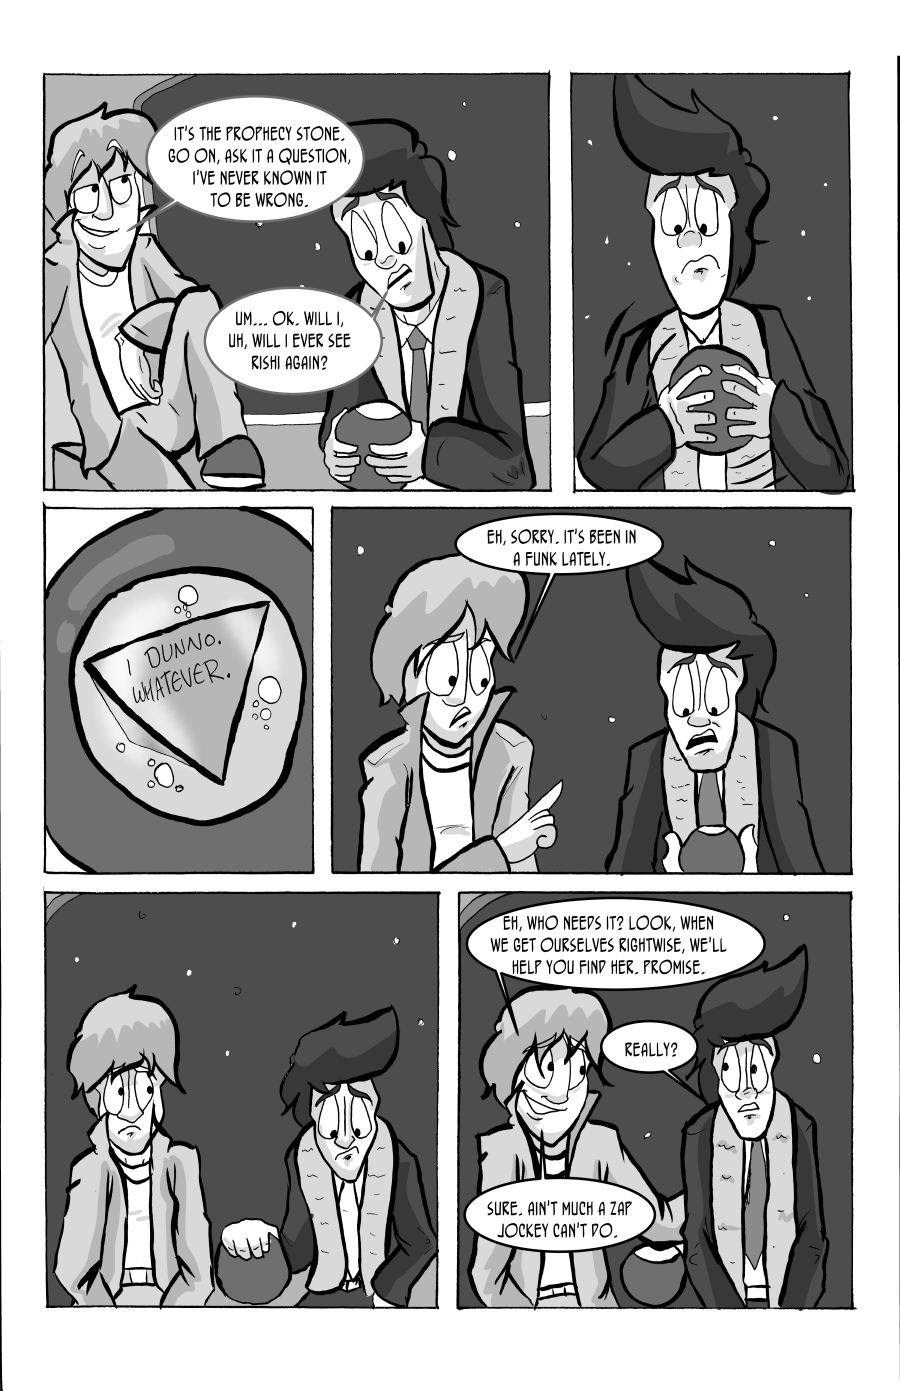 IT'S THE PROPHECY STONE.
GO ON, ASK IT A QUESTION,
I'VE NEVER KNOWN IT
TO BE WRONG.
UM... OK. WILL I,
UH, WILL I EVER SEE
RISHI AGAIN?
I DUNNO.
WHATEVER.
EH, SORRY. IT'S BEEN IN
A FUNK LATELY.
EH, WHO NEEDS IT? LOOK, WHEN
WE GET OURSELVES RIGHTWISE, WE'LL
HELP YOU FIND HER. PROMISE.
REALLY?
SURE. AIN'T MUCH A ZAP
JOCKEY CAN'T DO.